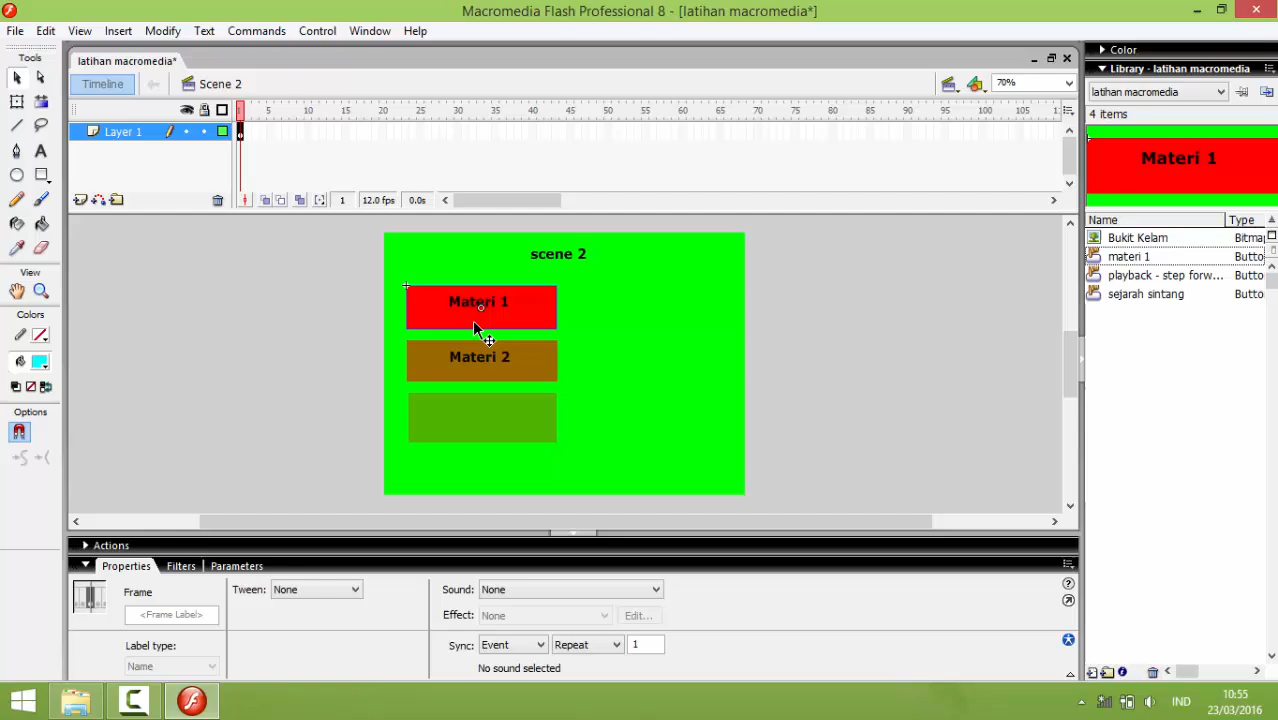 Macromedia Flash Professional 8 - [latihan macromedia*]
File Edit View Insert Modify Text Commands Control Window Help
Tools
latihan macromedia*
Color
Library - latihan macromedia
Timeline
Scene 2
70%
latihan macromedia
4 items
5 10 15 20 25 30 35 40 45 50 55 60 65 70 75 80 85 90 95 100 105
Layer 1
Materi 1
1 12.0 fps 0.0s
Name Type
Bukit Kelam Bitma
materi 1 Butto
playback - step forw... Butto
sejarah sintang Butto
scene 2
Materi 1
Materi 2
View
Colors
Options
Actions
Properties Filters Parameters
Frame
<Frame Label>
Label type:
Name
Tween: None
Sound: None
Effect: None Edit...
Sync: Event Repeat 1
No sound selected
IND
10:55
23/03/2016